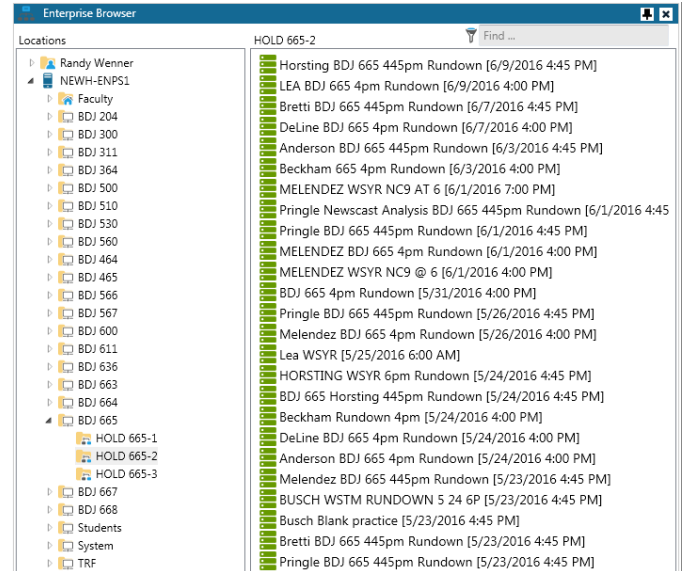 Enterprise Browser
Locations
Randy Wenner
NEWH-ENPS1
Faculty
BDJ 204
BDJ 300
BDJ 311
BDJ 364
BDJ 500
BDJ 510
BDJ 530
BDJ 560
BDJ 464
BDJ 465
BDJ 566
BDJ 567
BDJ 600
BDJ 611
BDJ 636
BDJ 663
BDJ 664
BDJ 665
HOLD 665-1
HOLD 665-2
HOLD 665-3
BDJ 667
BDJ 668
Students
System
TRF
HOLD 665-2
Find ...
Horsting BDJ 665 445pm Rundown [6/9/2016 4:45 PM]
LEA BDJ 665 4pm Rundown [6/9/2016 4:00 PM]
Bretti BDJ 665 445pm Rundown [6/7/2016 4:45 PM]
DeLine BDJ 665 4pm Rundown [6/7/2016 4:00 PM]
Anderson BDJ 665 445pm Rundown [6/3/2016 4:45 PM]
Beckham 665 4pm Rundown [6/3/2016 4:00 PM]
MELENDEZ WSYR NC9 AT 6 [6/1/2016 7:00 PM]
Pringle Newscast Analysis BDJ 665 445pm Rundown [6/1/2016 4:45
Pringle BDJ 665 445pm Rundown [6/1/2016 4:45 PM]
MELENDEZ BDJ 665 4pm Rundown [6/1/2016 4:00 PM]
MELENDEZ WSYR NC9 @ 6 [6/1/2016 4:00 PM]
BDJ 665 4pm Rundown [5/31/2016 4:00 PM]
Pringle BDJ 665 445pm Rundown [5/26/2016 4:45 PM]
Melendez BDJ 665 4pm Rundown [5/26/2016 4:00 PM]
Lea WSYR [5/25/2016 6:00 AM]
HORSTING WSYR 6pm Rundown [5/24/2016 4:45 PM]
BDJ 665 Horsting 445pm Rundown [5/24/2016 4:45 PM]
Beckham Rundown 4pm [5/24/2016 4:00 PM]
DeLine BDJ 665 4pm Rundown [5/24/2016 4:00 PM]
Anderson BDJ 665 4pm Rundown [5/24/2016 4:00 PM]
Melendez BDJ 665 445pm Rundown [5/23/2016 4:45 PM]
BUSCH WSTM RUNDOWN 5 24 6P [5/23/2016 4:45 PM]
Busch Blank practice [5/23/2016 4:45 PM]
Bretti BDJ 665 445pm Rundown [5/23/2016 4:45 PM]
Pringle BDJ 665 445pm Rundown [5/23/2016 4:45 PM]